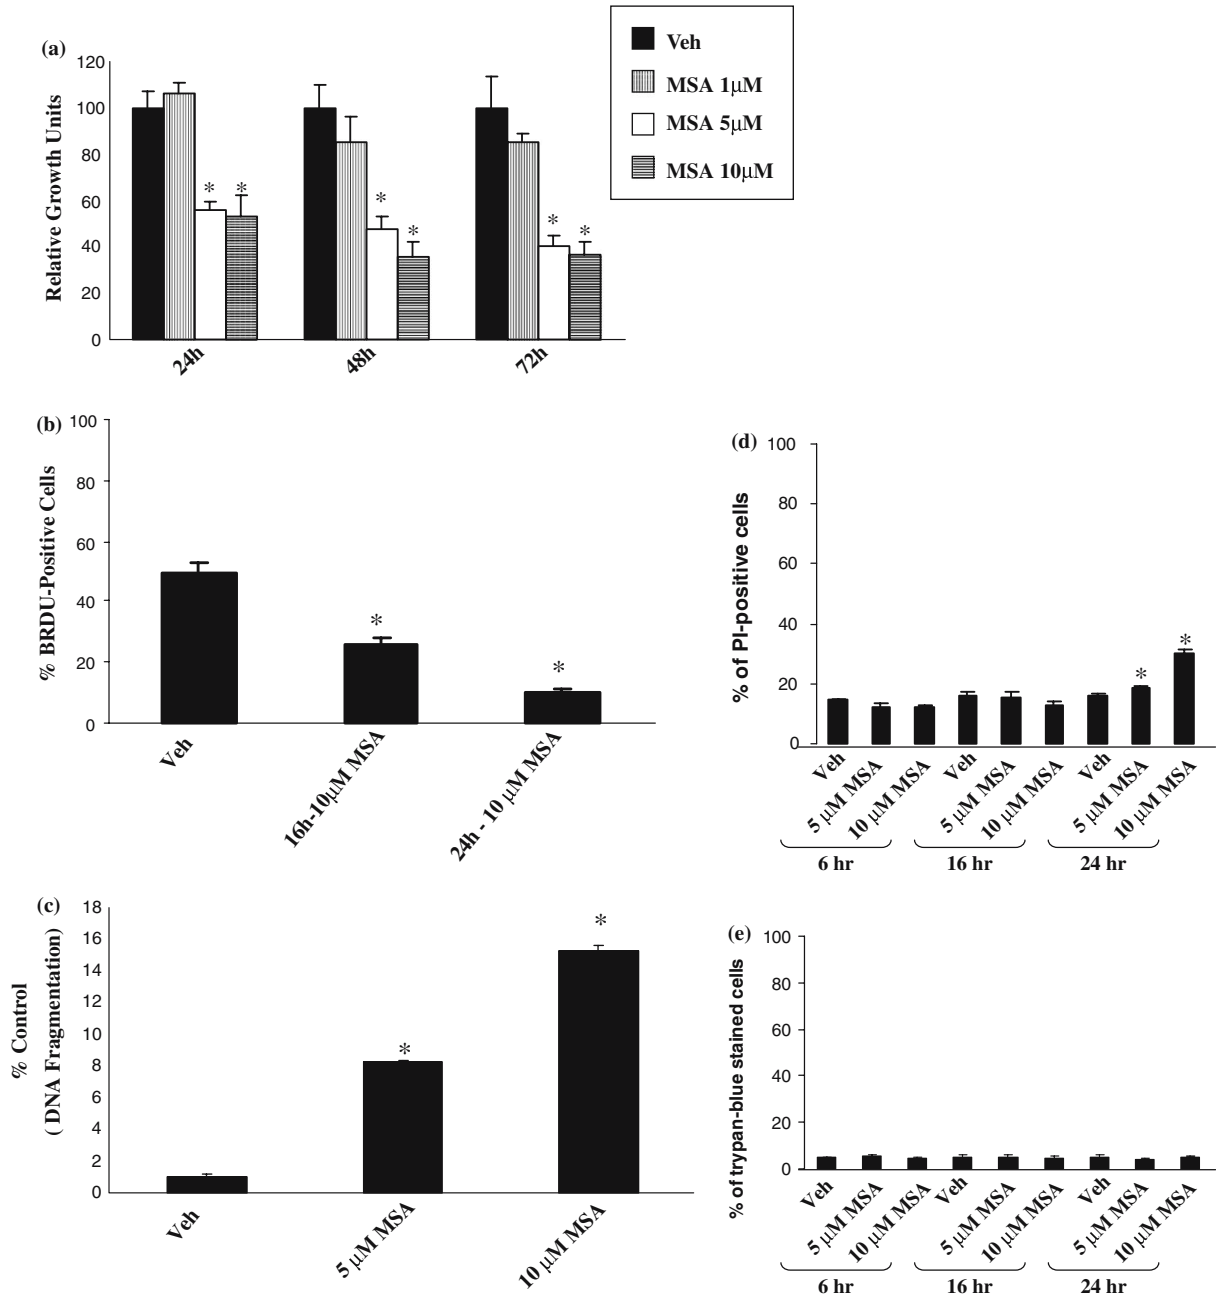 Veh
MSA 1μM
MSA 5μM
MSA 10μM
(a)
Relative Growth Units
120
100
80
60
40
20
0
* *
* *
* *
24h
48h
72h
(b)
% BRDU-Positive Cells
100
80
60
40
20
0
*
*
Veh
16h-10μM MSA
24h - 10 μM MSA
(c)
% Control
( DNA Fragmentation)
18
16
14
12
10
8
6
4
2
0
*
*
Veh
5 μM MSA
10 μM MSA
(d)
% of PI-positive cells
100
80
60
40
20
0
*
*
Veh
5 μM MSA
10 μM MSA
Veh
5 μM MSA
10 μM MSA
Veh
5 μM MSA
10 μM MSA
6 hr
16 hr
24 hr
(e)
% of trypan-blue stained cells
100
80
60
40
20
0
Veh
5 μM MSA
10 μM MSA
Veh
5 μM MSA
10 μM MSA
Veh
5 μM MSA
10 μM MSA
6 hr
16 hr
24 hr